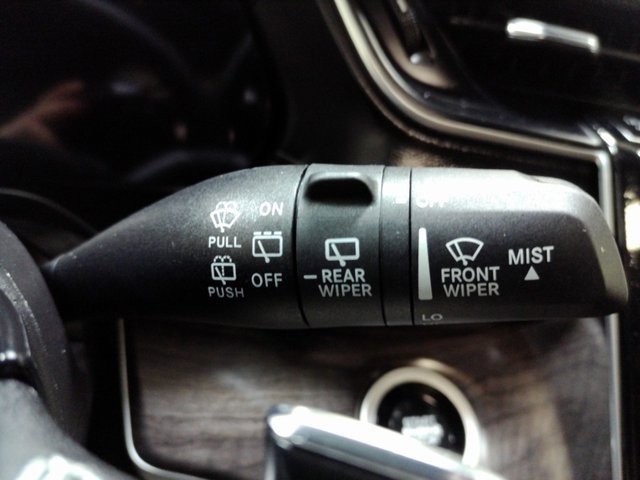 PULL
PUSH
ON
OFF
REAR
WIPER
OFF
FRONT
WIPER
MIST
LO